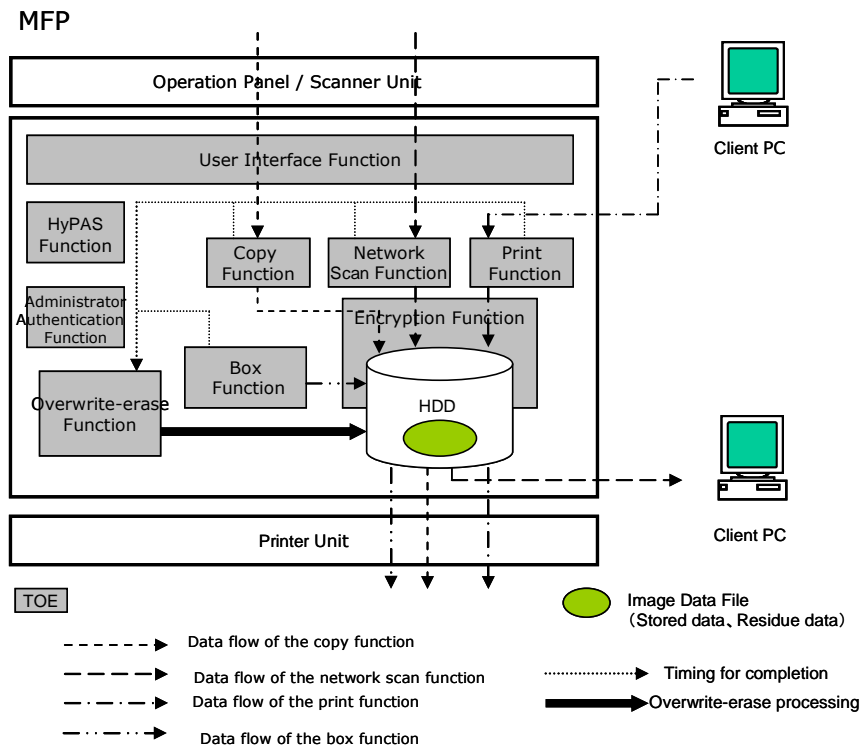 MFP
Operation Panel / Scanner Unit
Client PC
User Interface Function
HyPAS
Function
Copy
Function
Network
Scan Function
Print
Function
Administrator
Authentication
Function
Encryption Function
Box
Function
Overwrite-erase
Function
HDD
Client PC
Printer Unit
TOE
Image Data File
(Stored data、Residue data)
Data flow of the copy function
Data flow of the network scan function
Data flow of the print function
Data flow of the box function
Timing for completion
Overwrite-erase processing